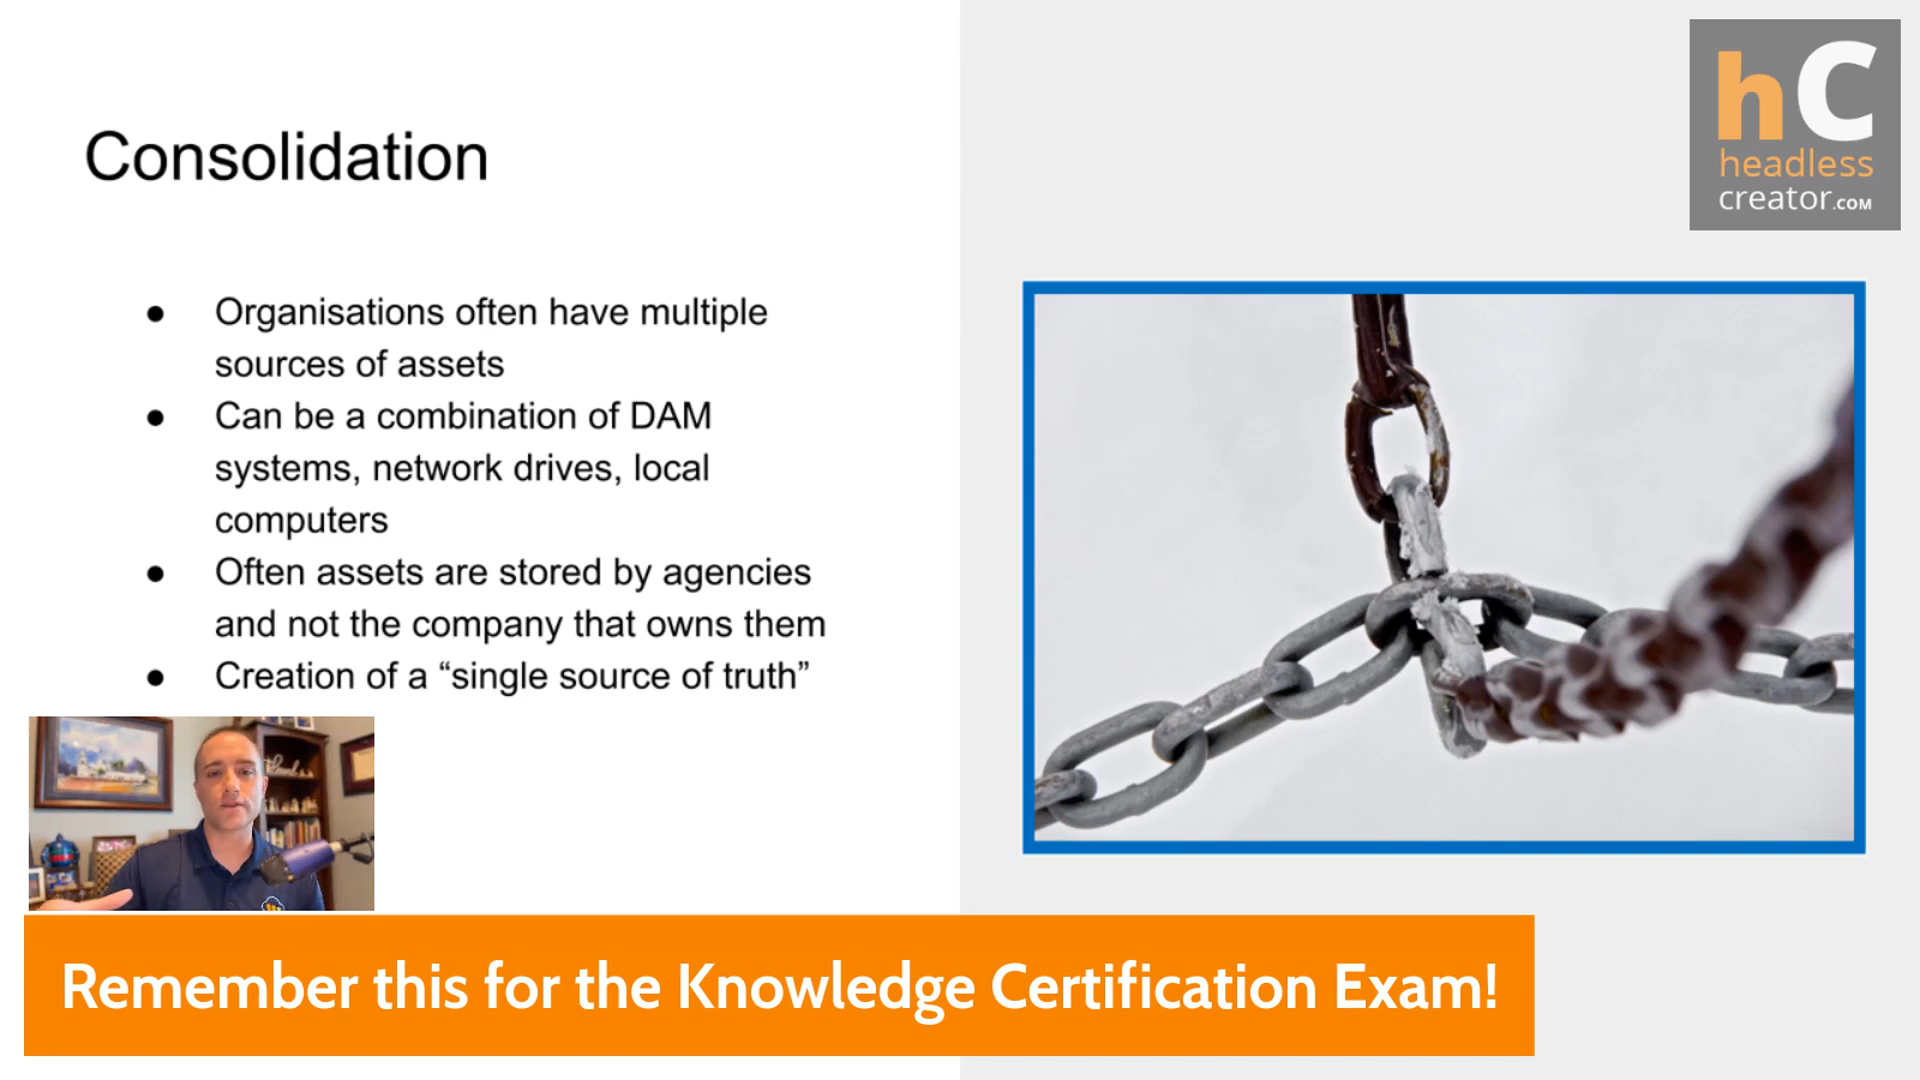 Consolidation
● Organisations often have multiple
sources of assets
● Can be a combination of DAM
systems, network drives, local
computers
● Often assets are stored by agencies
and not the company that owns them
● Creation of a “single source of truth”
hC
headless
creator.COM
Remember this for the Knowledge Certification Exam!